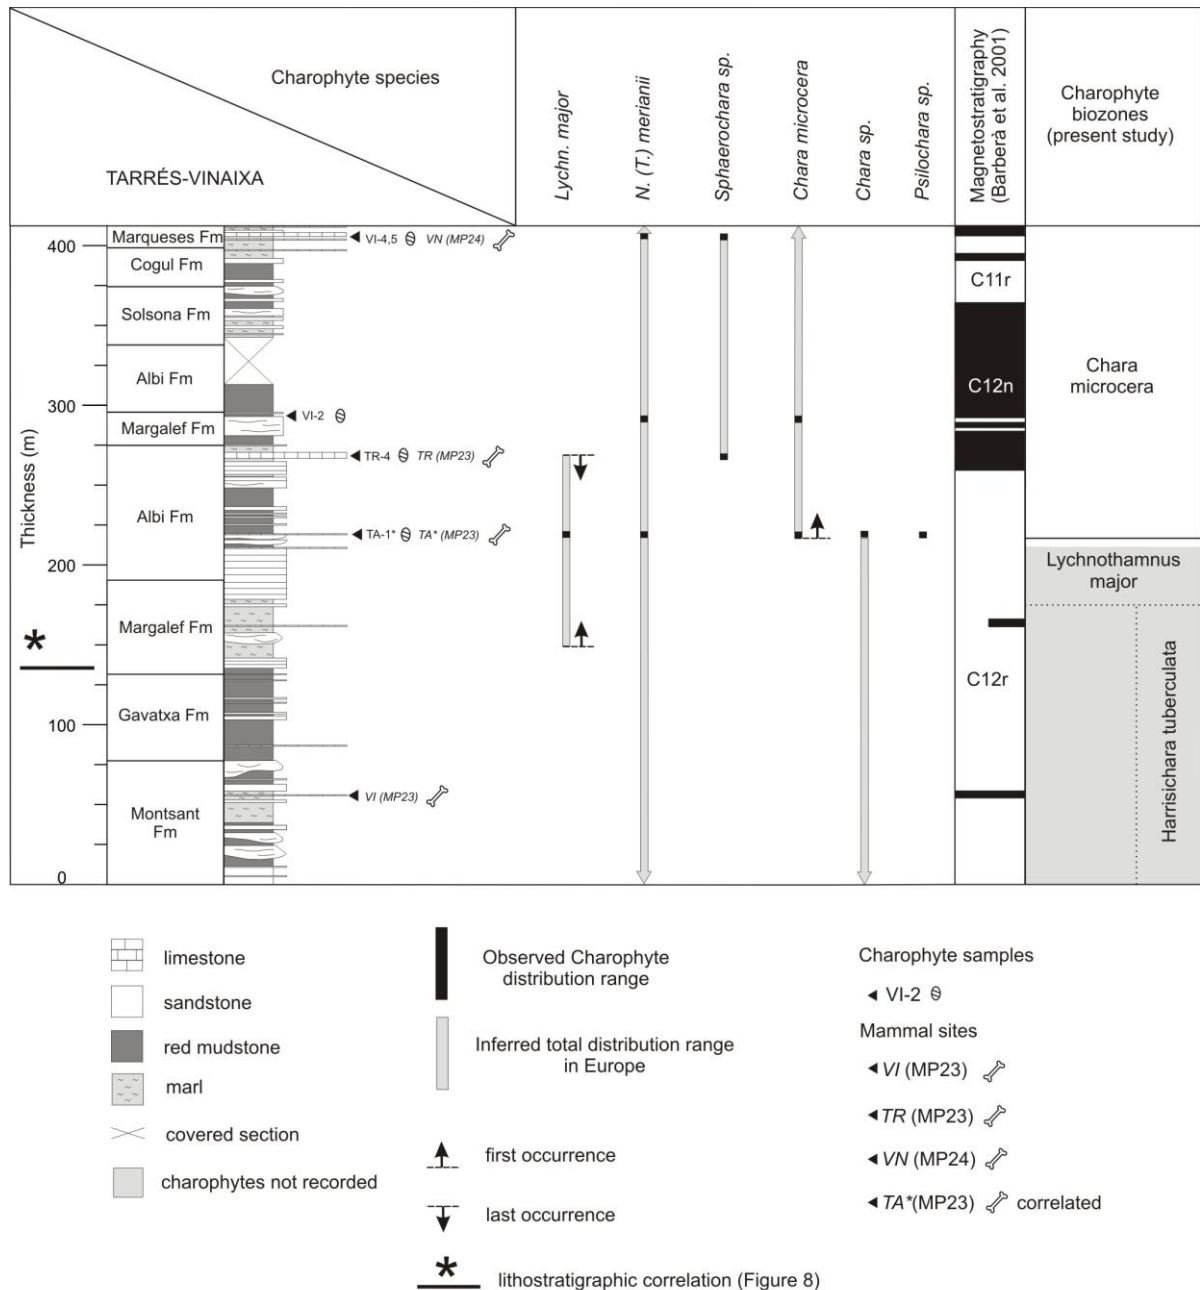 Charophyte species
TARRÉS-VINAIXA
Lychn. major
N. (T.) merianii
Sphaerochara sp.
Chara microcera
Chara sp.
Psilochara sp.
Magnetostratigraphy
(Barberà et al. 2001)
Charophyte
biozones
(present study)
Thickness (m)
400
300
200
100
0
*
Marqueses Fm
Cogul Fm
Solsona Fm
Albi Fm
Margalef Fm
Albi Fm
Margalef Fm
Gavatxa Fm
Montsant
Fm
VI-4,5 VN (MP24)
VI-2
TR-4 TR (MP23)
TA-1* TA* (MP23)
VI (MP23)
C11r
C12n
C12r
Chara
microcera
Lychnothamnus
major
Harrisichara tuberculata
limestone
sandstone
red mudstone
marl
covered section
charophytes not recorded
Observed Charophyte
distribution range
Inferred total distribution range
in Europe
first occurrence
last occurrence
* lithostratigraphic correlation (Figure 8)
Charophyte samples
VI-2
Mammal sites
VI (MP23)
TR (MP23)
VN (MP24)
TA*(MP23) correlated